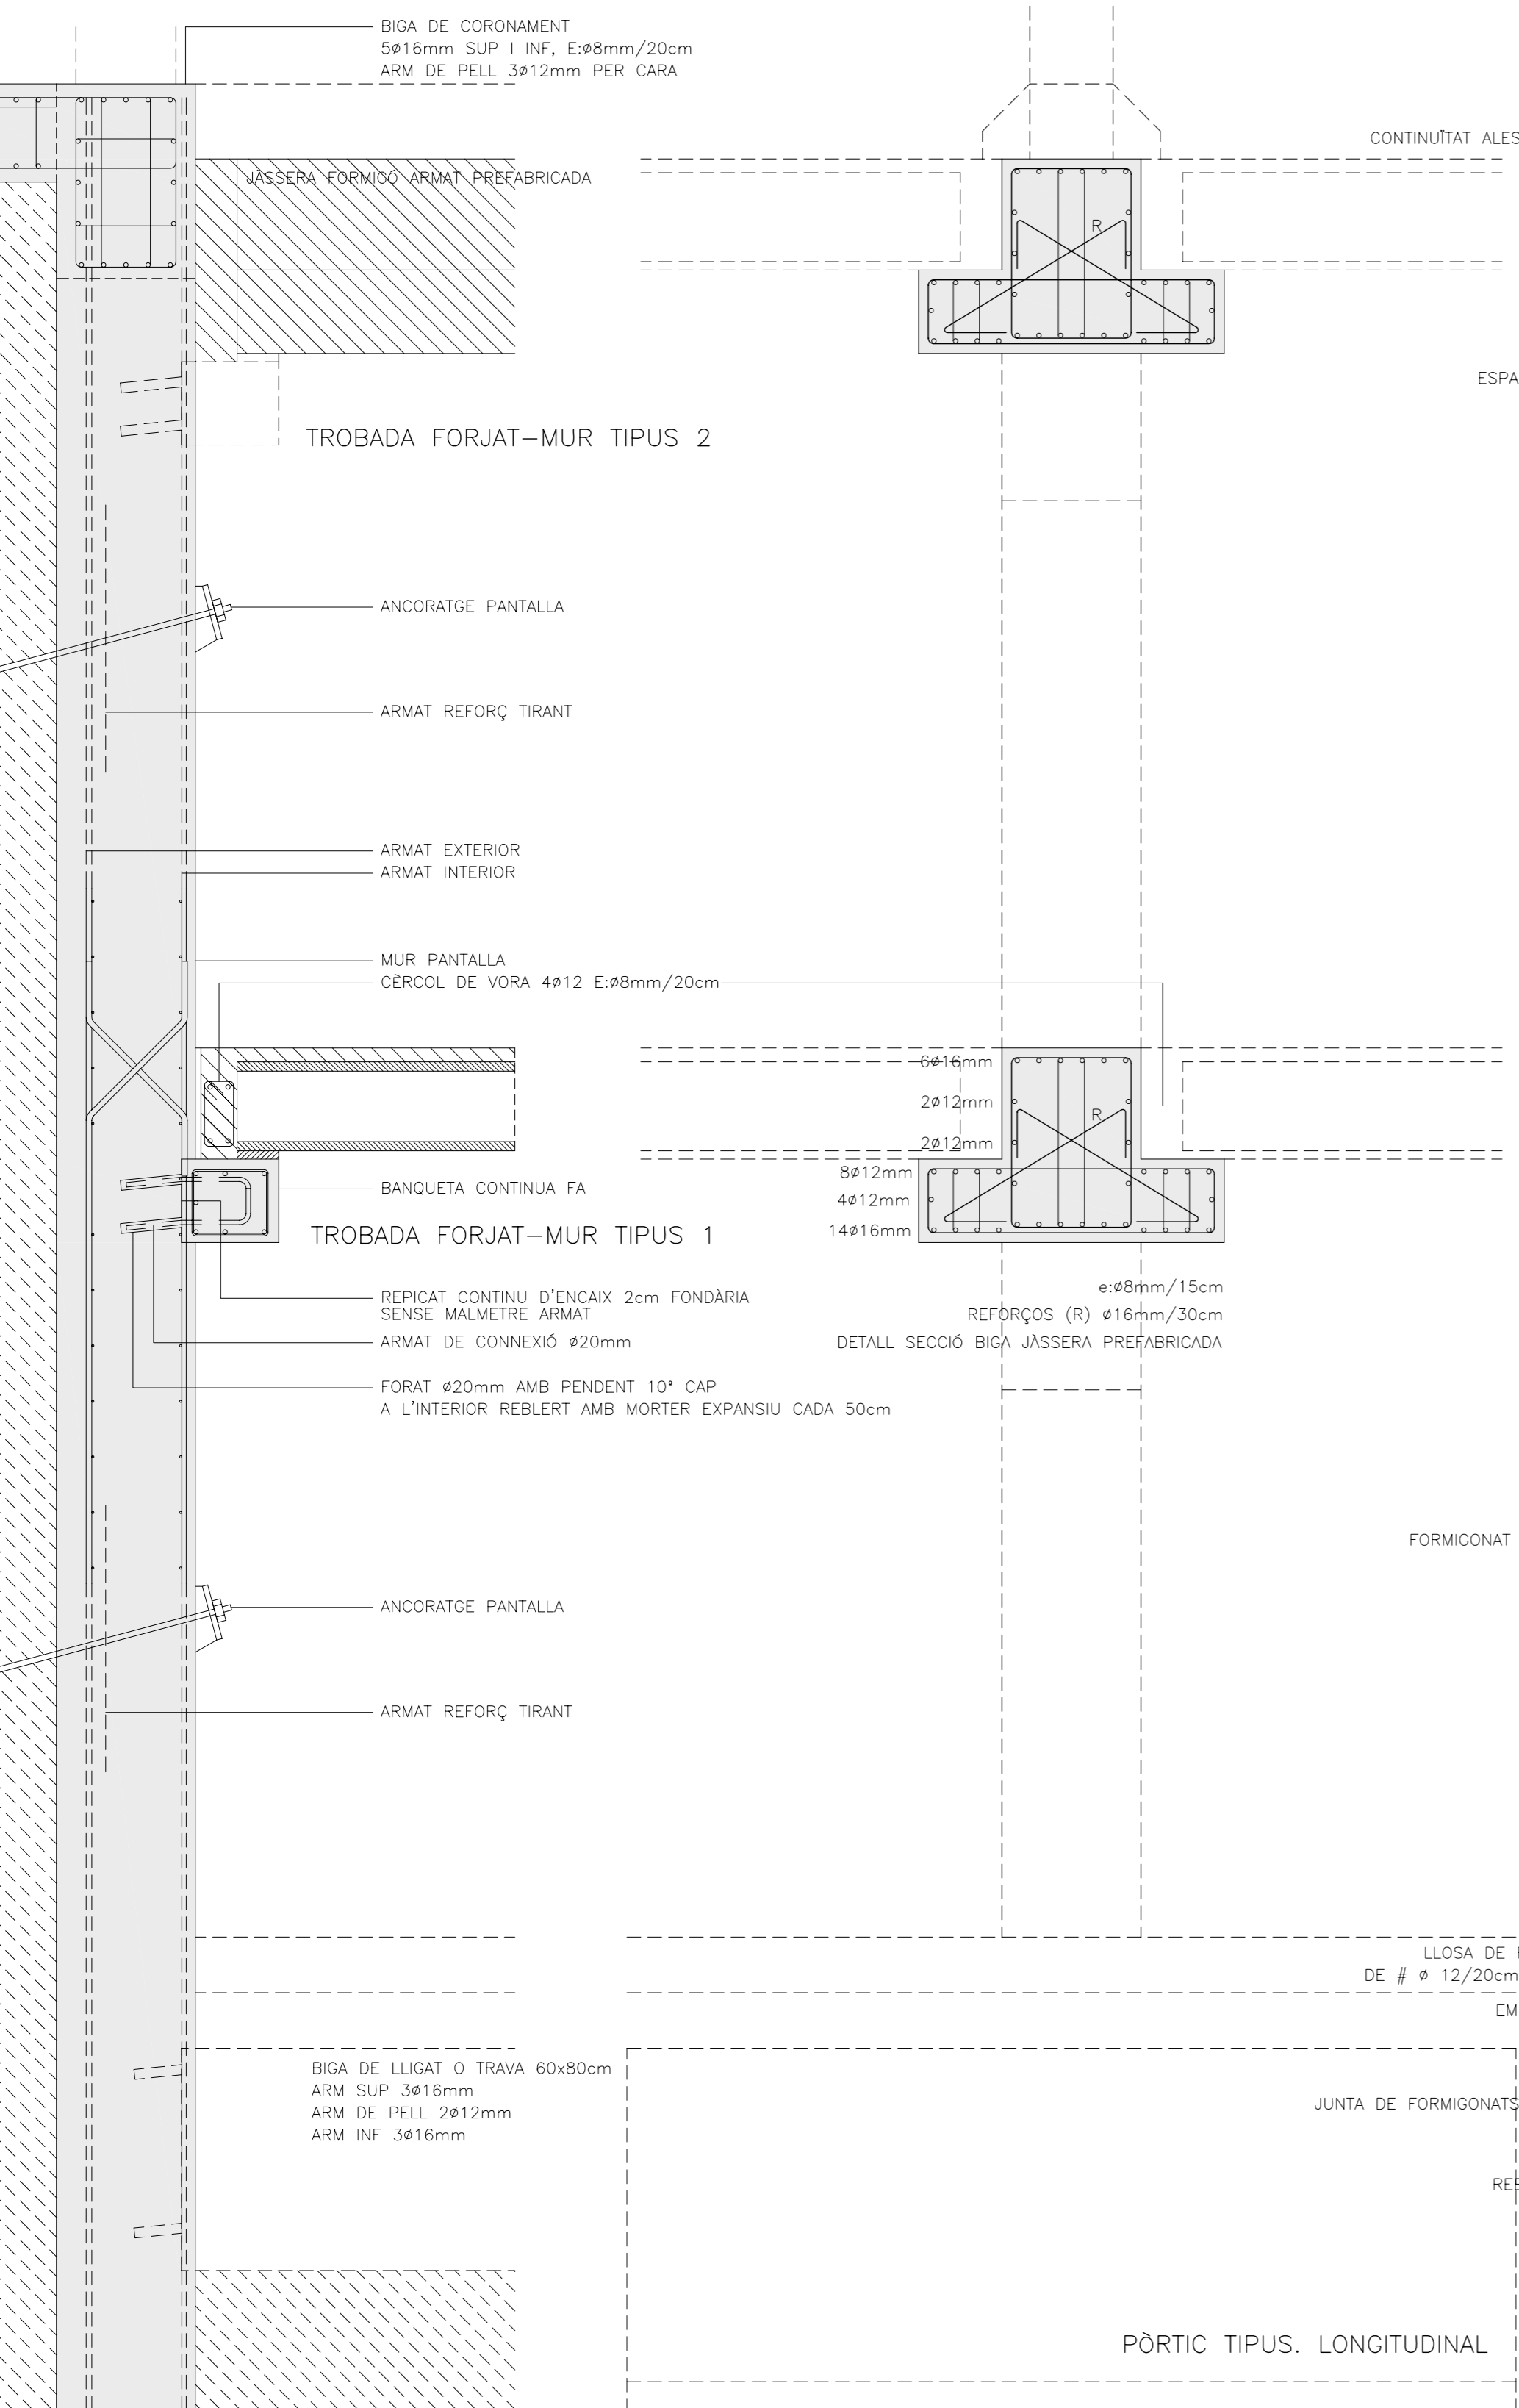 BIGA DE CORONAMENT
5ø16mm SUP I INF, E:ø8mm/20cm
ARM DE PELL 3ø12mm PER CARA
CONTINUÏTAT ALES
JÀSSERA FORMIGÓ ARMAT PREFABRICADA
R
ESPA
TROBADA FORJAT-MUR TIPUS 2
ANCORATGE PANTALLA
ARMAT REFORÇ TIRANT
ARMAT EXTERIOR
ARMAT INTERIOR
MUR PANTALLA
CÈRCOL DE VORA 4ø12 E:ø8mm/20cm
6ø16mm
2ø12mm
R
2ø12mm
8ø12mm
4ø12mm
14ø16mm
BANQUETA CONTINUA FA
TROBADA FORJAT-MUR TIPUS 1
e:ø8mm/15cm
REFORÇOS (R) ø16mm/30cm
DETALL SECCIÓ BIGA JÀSSERA PREFABRICADA
REPICAT CONTINU D'ENCAIX 2cm FONDÀRIA
SENSE MALMETRE ARMAT
ARMAT DE CONNEXIÓ ø20mm
FORAT ø20mm AMB PENDENT 10° CAP
A L'INTERIOR REBLERT AMB MORTER EXPANSIU CADA 50cm
FORMIGONAT
ANCORATGE PANTALLA
ARMAT REFORÇ TIRANT
LLOSA DE
DE # ø 12/20cm
EM
BIGA DE LLIGAT O TRAVA 60x80cm
ARM SUP 3ø16mm
ARM DE PELL 2ø12mm
ARM INF 3ø16mm
JUNTA DE FORMIGONATS
PÒRTIC TIPUS. LONGITUDINAL